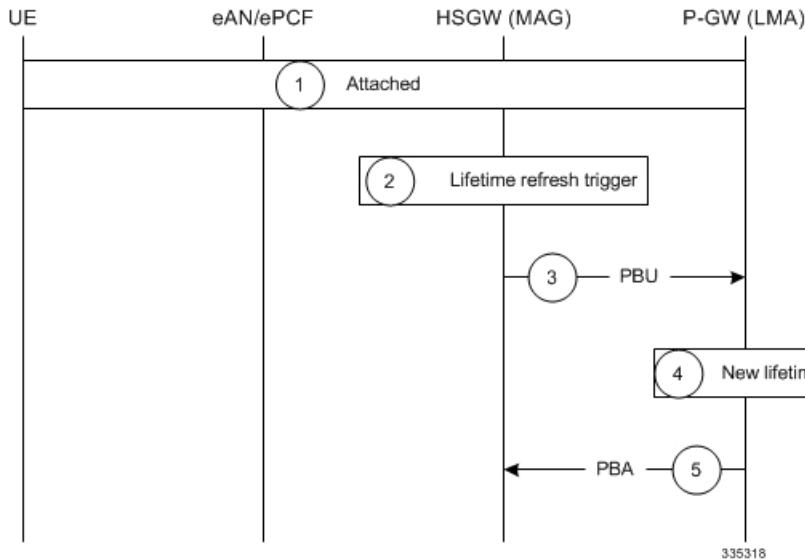 UE eAN/ePCF HSGW (MAG) P-GW (LMA)
1 Attached
2 Lifetime refresh trigger
3 PBU
4 New
PBA 5
335318